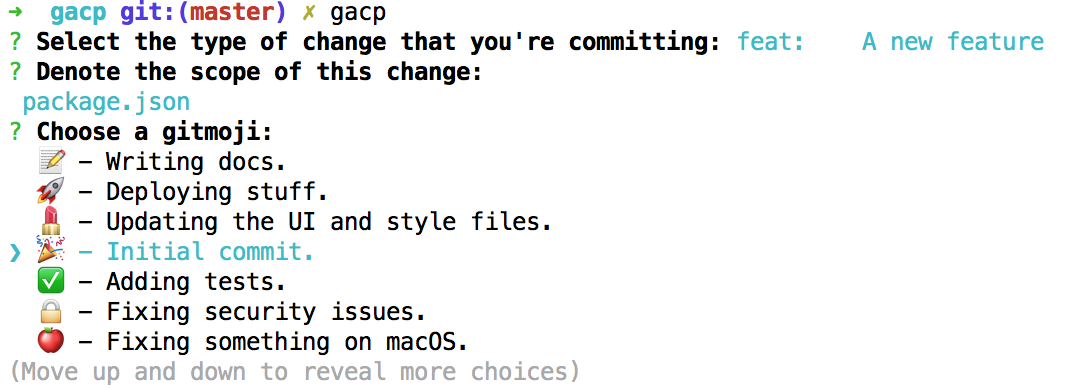 ➜  gacp git:(master) ✗ gacp
? Select the type of change that you're committing: feat:    A new feature
? Denote the scope of this change:
 package.json
? Choose a gitmoji:
  📝 - Writing docs.
  🚀 - Deploying stuff.
  💄 - Updating the UI and style files.
❯ 🎉 - Initial commit.
  ✅ - Adding tests.
  🔒 - Fixing security issues.
  🍎 - Fixing something on macOS.
(Move up and down to reveal more choices)